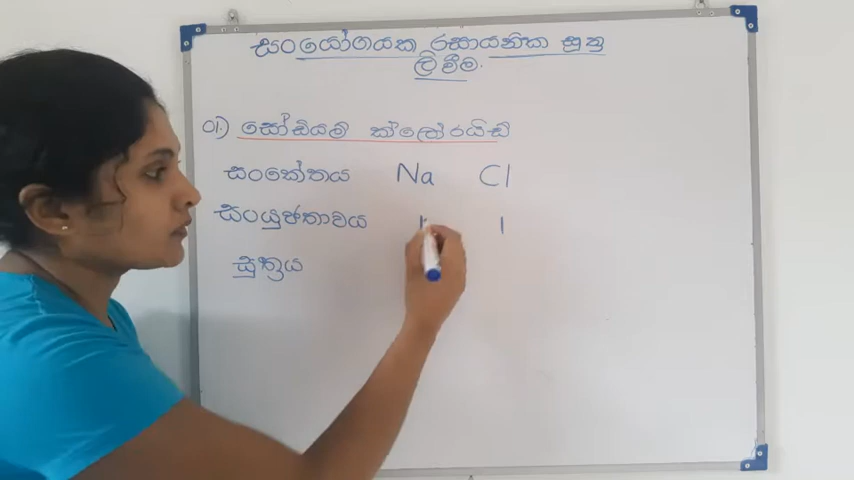 සංයෝගයක රසායනික සූත්‍ර
ලිවීම.
01) සෝඩියම් ක්ලෝරයිඩ්
සංකේතය Na Cl
සංයුජතාවය 1 1
සූත්‍රය